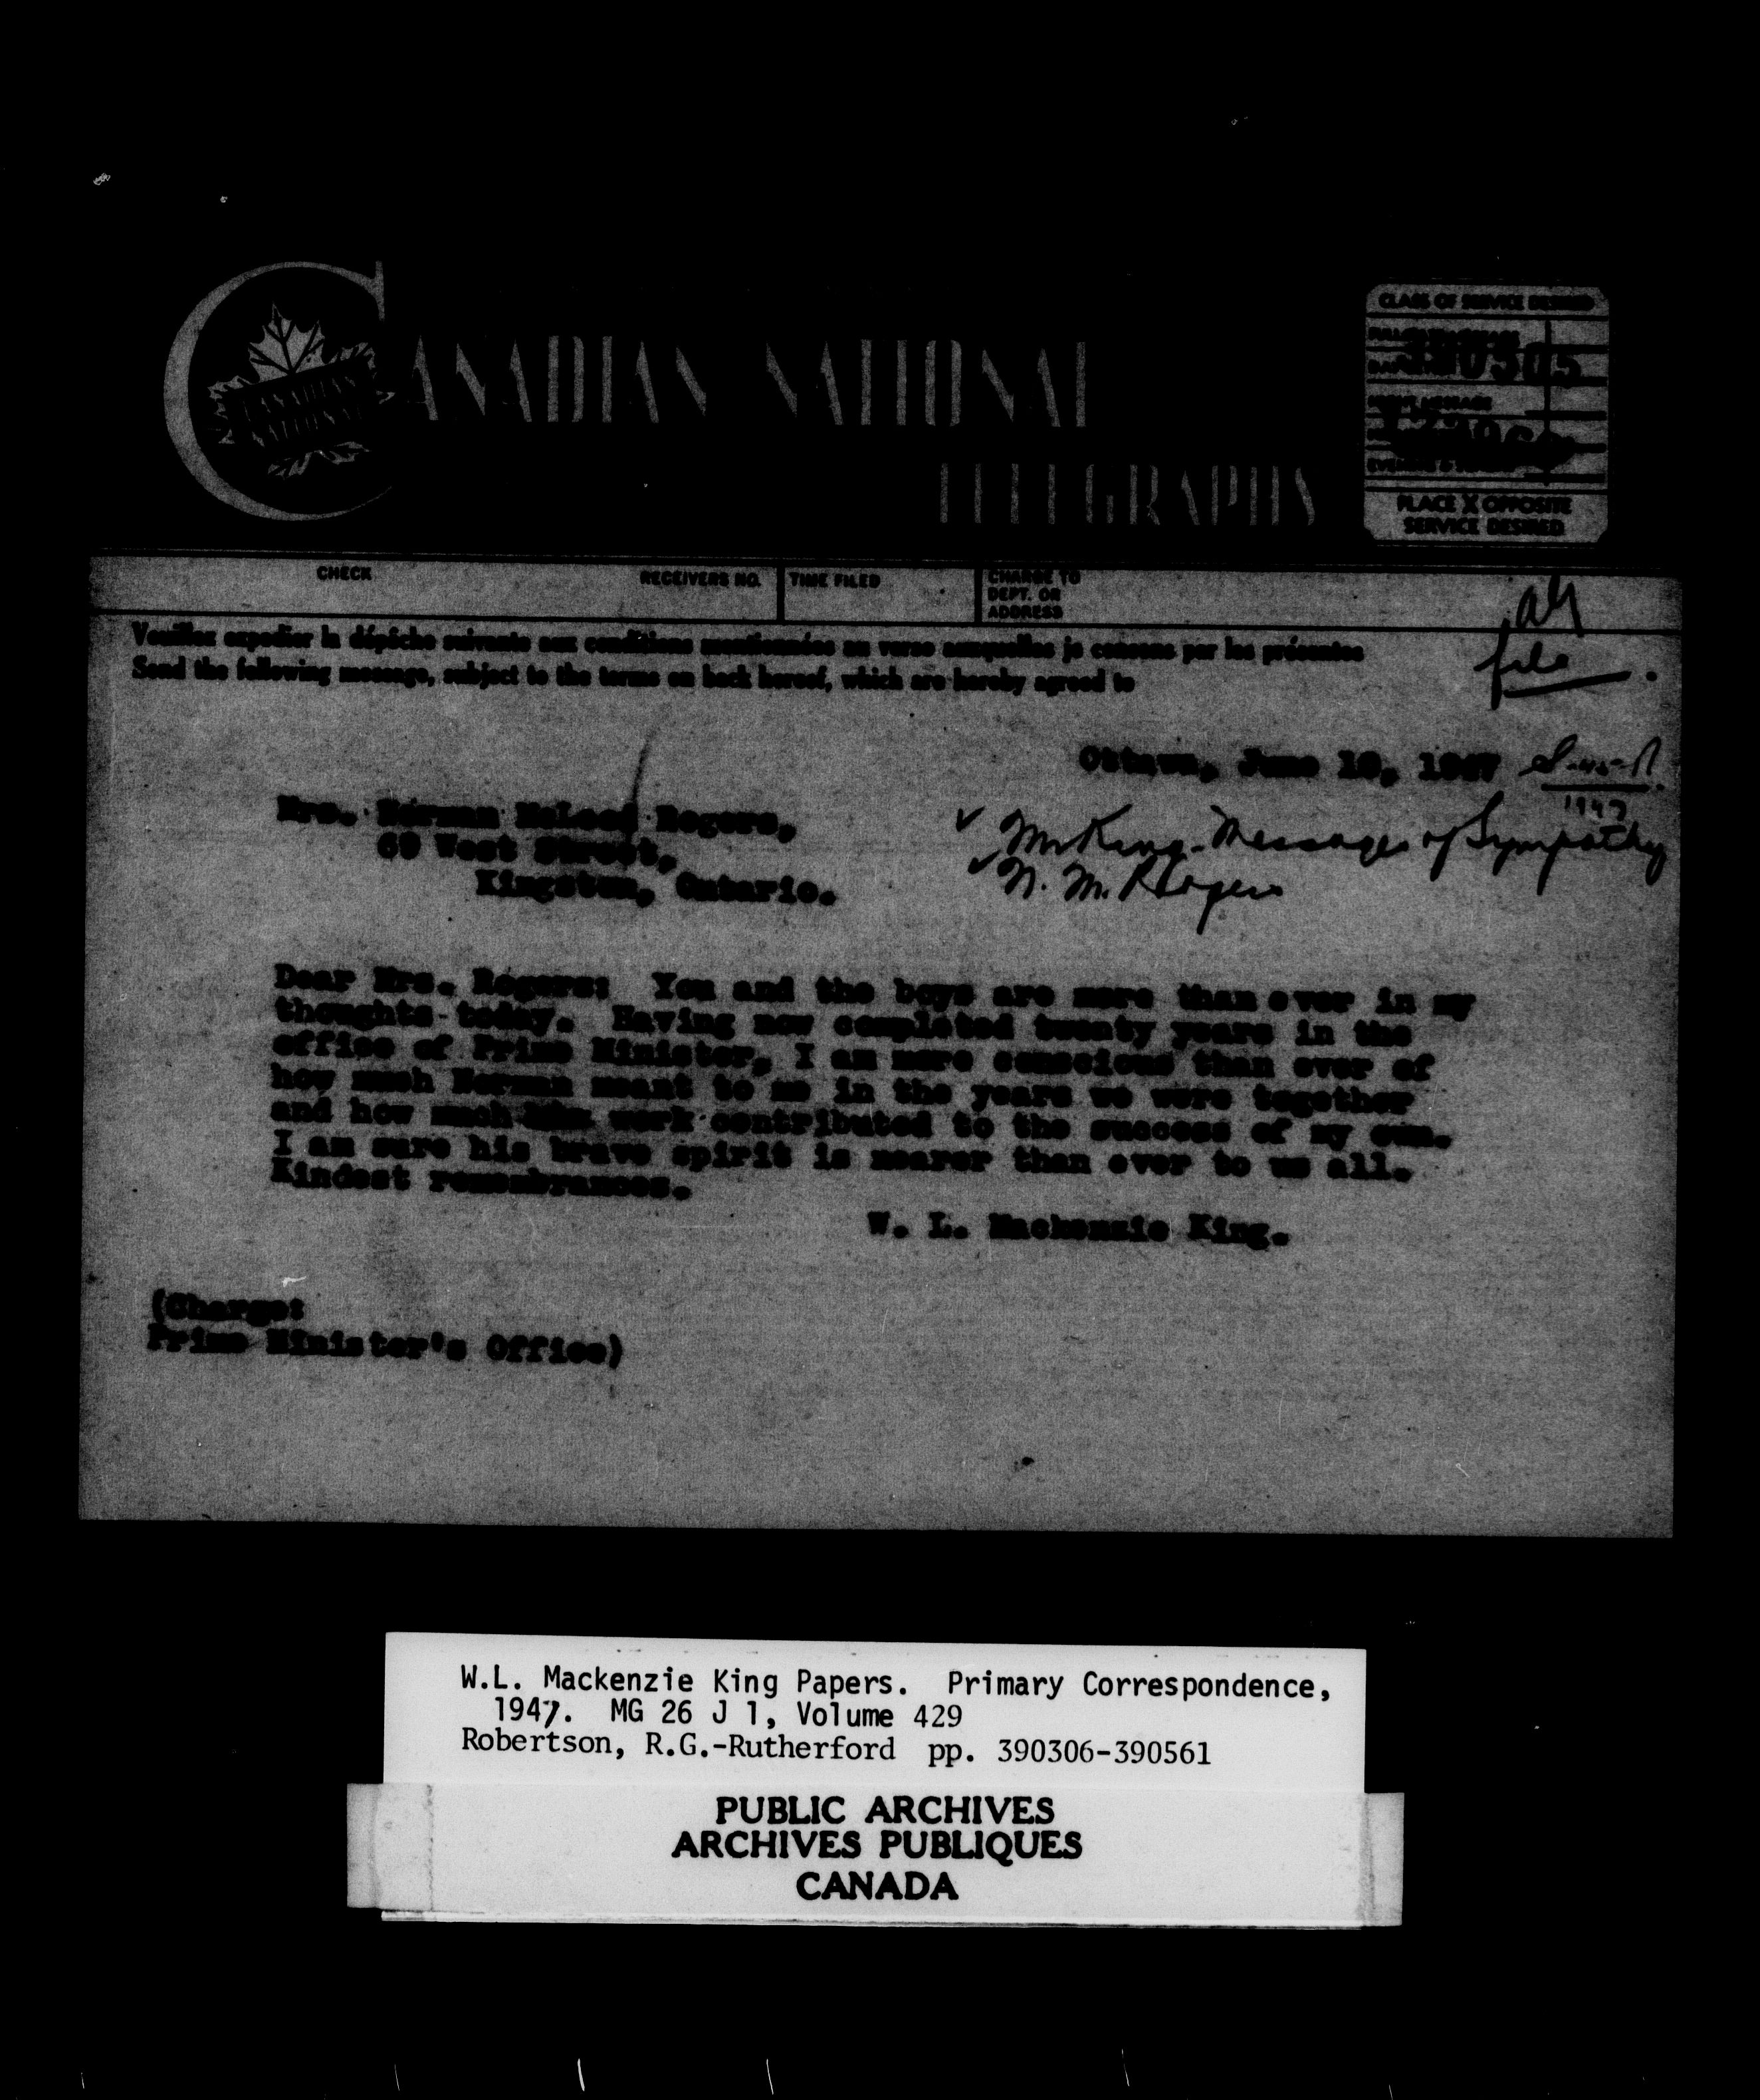 CANADIAN NATIONAL
CANADIAN NATIONAL
TELEGRAPHS
CLASS OF SERVICE DESIRED
PLACE X OPPOSITE
SERVICE DESIRED
CHECK
RECEIVERS NO.
TIME FILED
CHARGE TO
DEPT. OR
ADDRESS
Veuillez expédier la dépêche suivante aux conditions mentionnées au verso auxquelles je consens par les présentes
Send the following message, subject to the terms on back hereof, which are hereby agreed to
file.
Ottawa, June 10, 1947
1947
Mrs. Norman McLeod Rogers,
69 West Street,
Kingston, Ontario.
✓ Mr King - Messages of Sympathy
✓ N. M. Rogers
Dear Mrs. Rogers: You and the boys are more than ever in my
thoughts today. Having now completed twenty years in the
office of Prime Minister, I am more conscious than ever of
how much Norman meant to me in the years we were together
and how much his work contributed to the success of my own.
I am sure his brave spirit is nearer than ever to us all.
Kindest remembrances.
W. L. Mackenzie King.
(Charge:
Prime Minister's Office)
W.L. Mackenzie King Papers. Primary Correspondence,
1947. MG 26 J 1, Volume 429
Robertson, R.G.-Rutherford pp. 390306-390561
PUBLIC ARCHIVES
ARCHIVES PUBLIQUES
CANADA